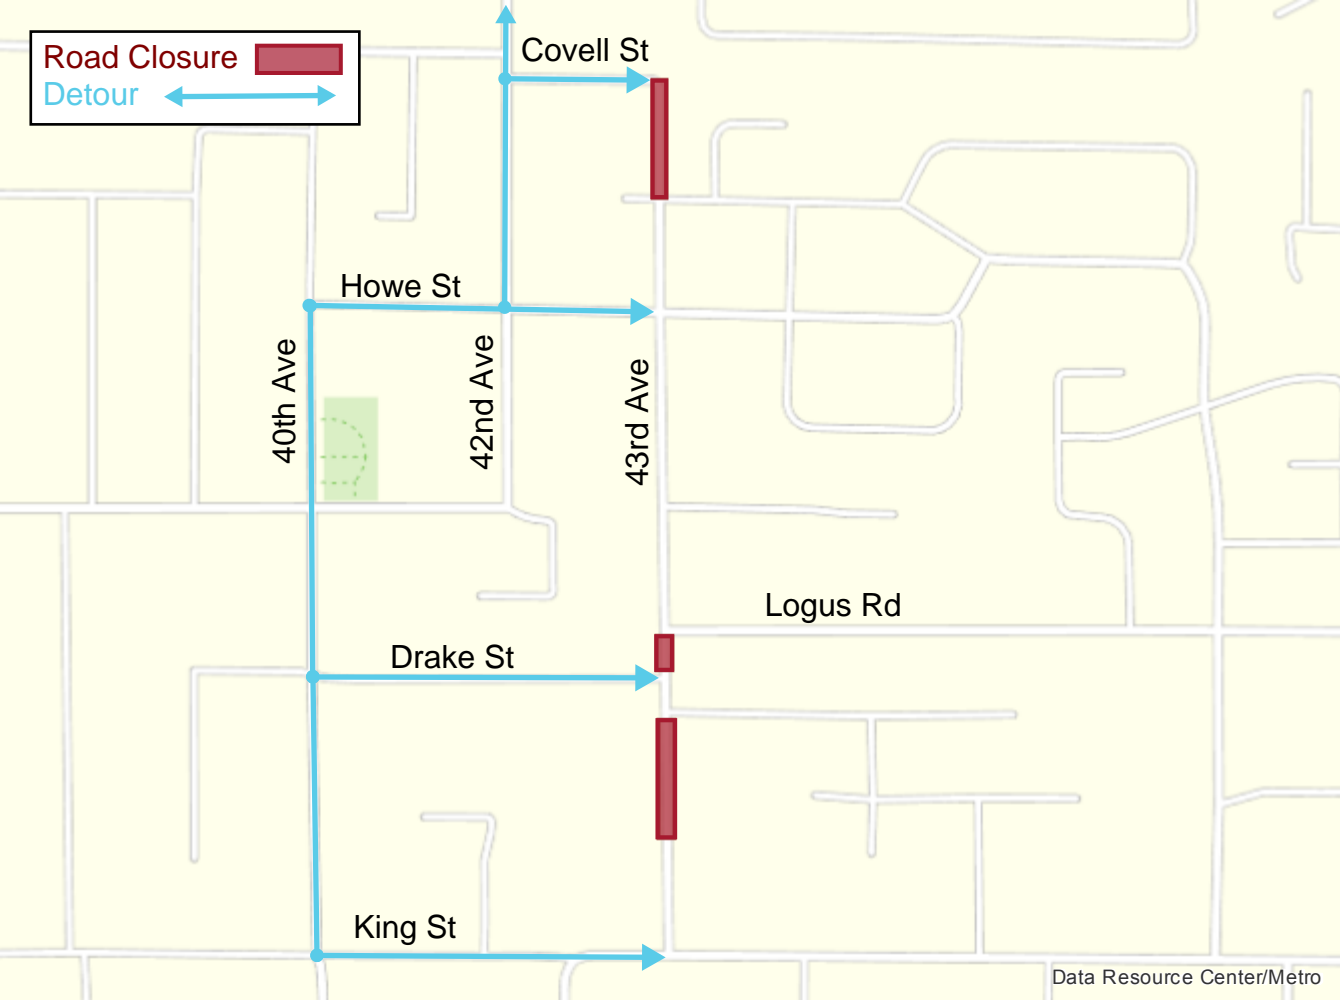 Road Closure
Detour
Covell St
Howe St
40th Ave
42nd Ave
43rd Ave
Logus Rd
Drake St
King St
Data Resource Center/Metro